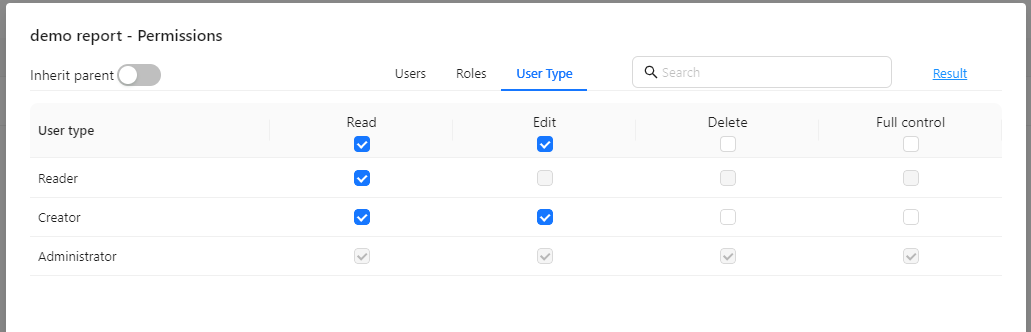 demo report - Permissions
Inherit parent Users Roles User Type Search Result
User type Read Edit Delete Full control
Reader
Creator
Administrator